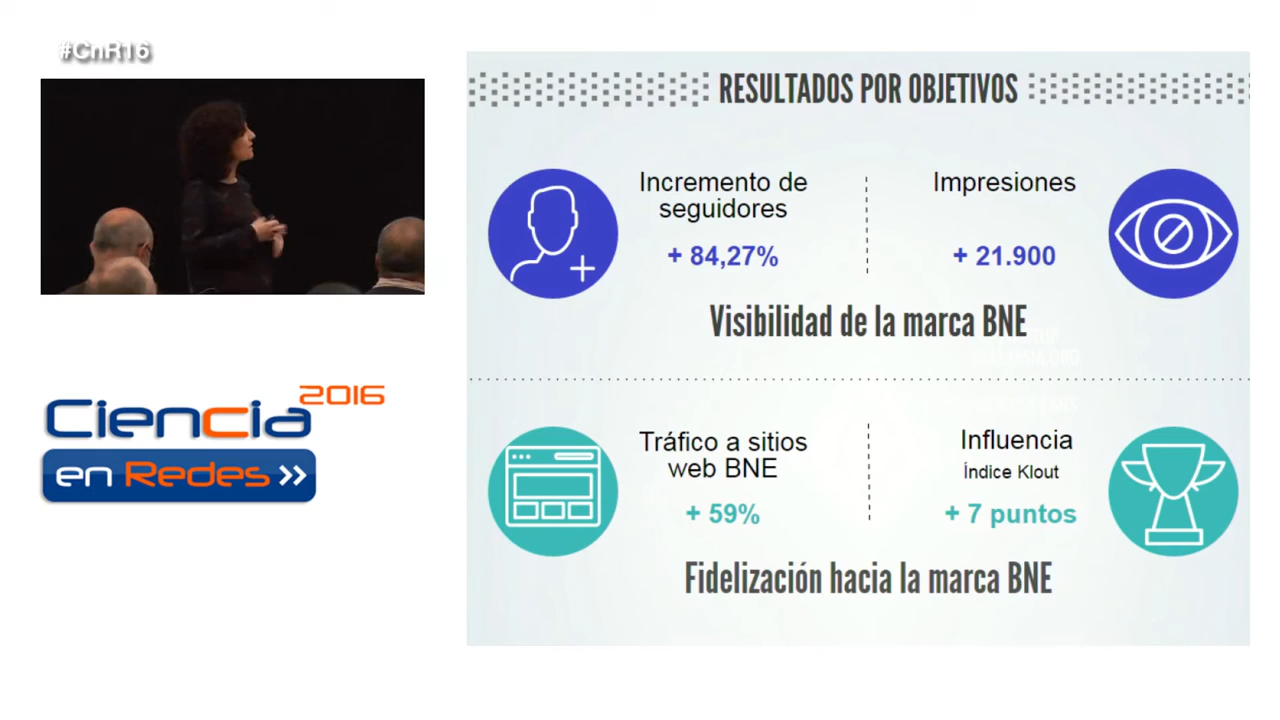 #CnR16
RESULTADOS POR OBJETIVOS
Incremento de
seguidores
+ 84,27%
Impresiones
+ 21.900
Visibilidad de la marca BNE
Tráfico a sitios
web BNE
+ 59%
Influencia
Índice Klout
+ 7 puntos
Fidelización hacia la marca BNE
Ciencia
2016
en Redes >>